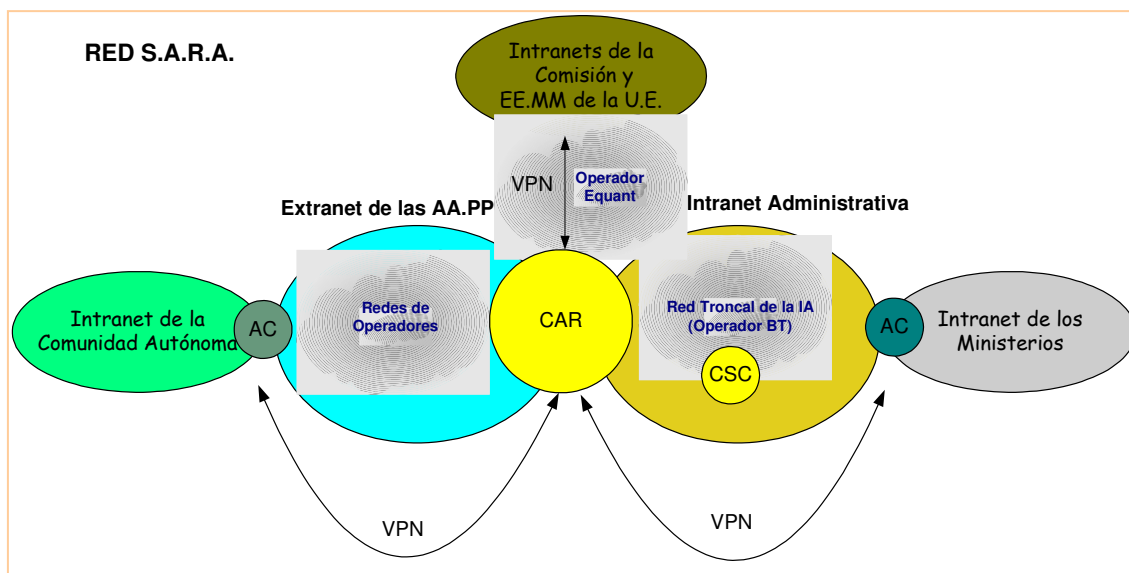 RED S.A.R.A.
Intranets de la
Comisión y
EE.MM de la U.E.
VPN
Operador
Equant
Extranet de las AA.PP
Intranet Administrativa
Intranet de la
Comunidad Autónoma
AC
Redes de
Operadores
CAR
Red Troncal de la IA
(Operador BT)
CSC
AC
Intranet de los
Ministerios
VPN
VPN